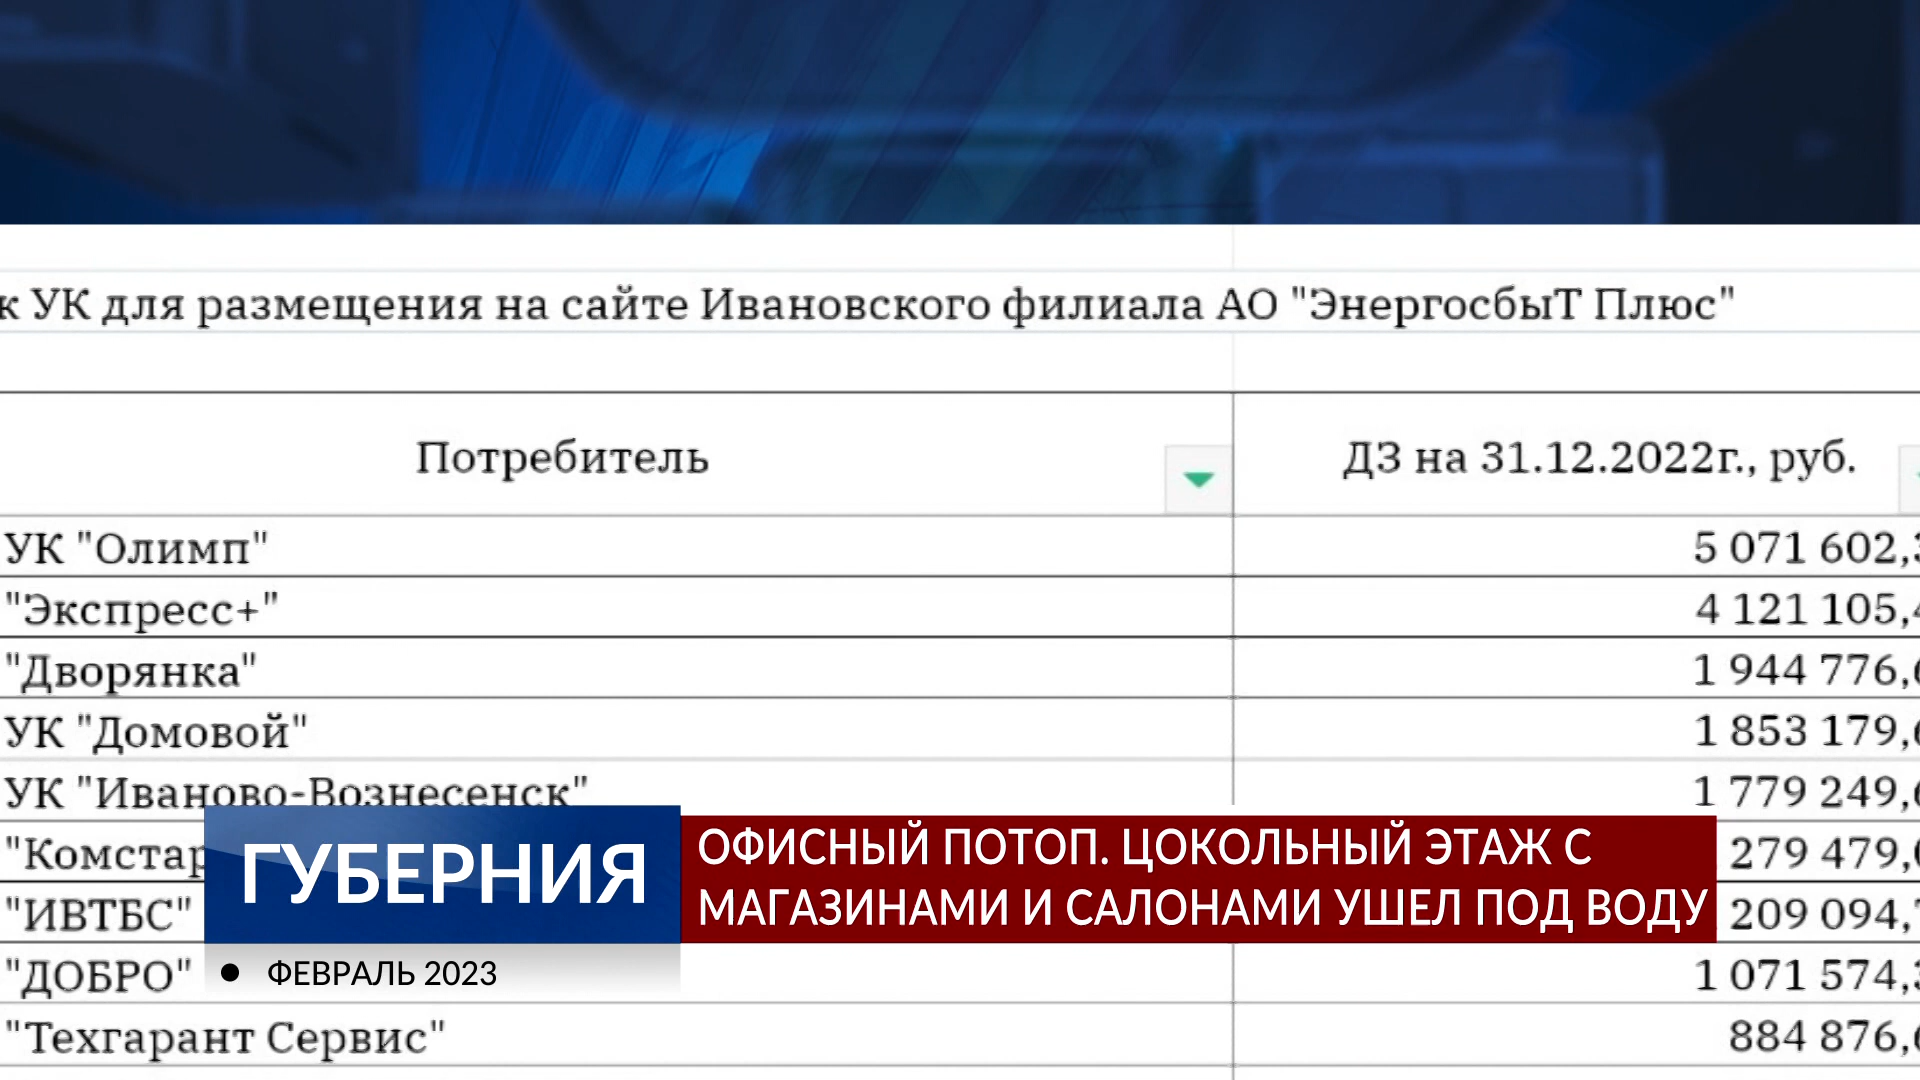 к УК для размещения на сайте Ивановского филиала АО "ЭнергосбыТ Плюс"
Потребитель ДЗ на 31.12.2022г., руб.
УК "Олимп" 5 071 602,
"Экспресс+" 4 121 105,
"Дворянка" 1 944 776,
УК "Домовой" 1 853 179,
УК "Иваново-Вознесенск" 1 779 249,
"Комстар 279 479,
"ИВТБС" 209 094,
"ДОБРО" 1 071 574,
"Техгарант Сервис" 884 876,
ГУБЕРНИЯ
ОФИСНЫЙ ПОТОП. ЦОКОЛЬНЫЙ ЭТАЖ С
МАГАЗИНАМИ И САЛОНАМИ УШЕЛ ПОД ВОДУ
• ФЕВРАЛЬ 2023